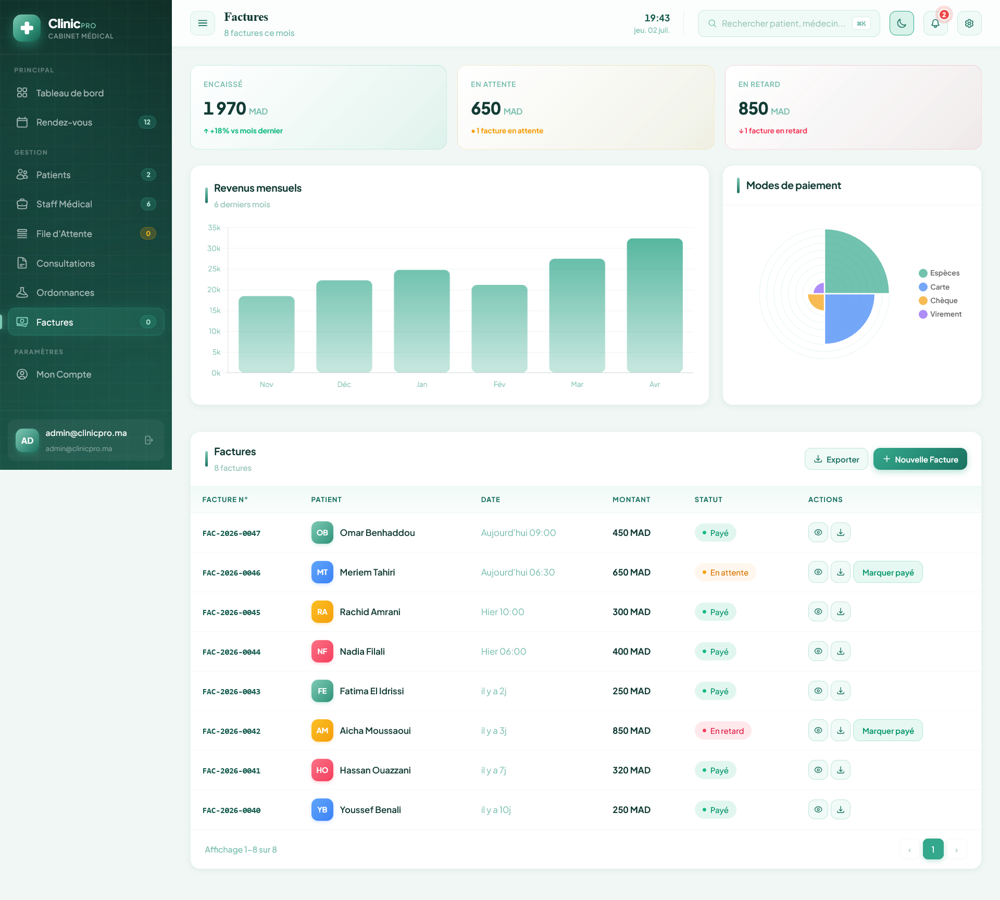 ClinicPRO
CABINET MÉDICAL
PRINCIPAL
Tableau de bord
Rendez-vous 12
GESTION
Patients 2
Staff Médical 6
File d'Attente 0
Consultations
Ordonnances
Factures 0
PARAMÈTRES
Mon Compte
AD admin@clinicpro.ma
admin@clinicpro.ma
Factures
8 factures ce mois
19:43
jeu. 02 juil.
Rechercher patient, médecin... ⌘K
2
ENCAISSÉ
1 970 MAD
↑ +18% vs mois dernier
EN ATTENTE
650 MAD
● 1 facture en attente
EN RETARD
850 MAD
↓ 1 facture en retard
Revenus mensuels
6 derniers mois
35k
30k
25k
20k
15k
10k
5k
0k
Nov Déc Jan Fév Mar Avr
Modes de paiement
Espèces
Carte
Chèque
Virement
Factures
8 factures
Exporter
+ Nouvelle Facture
FACTURE N° PATIENT DATE MONTANT STATUT ACTIONS
FAC-2026-0047 OB Omar Benhaddou Aujourd'hui 09:00 450 MAD Payé
FAC-2026-0046 MT Meriem Tahiri Aujourd'hui 06:30 650 MAD En attente Marquer payé
FAC-2026-0045 RA Rachid Amrani Hier 10:00 300 MAD Payé
FAC-2026-0044 NF Nadia Filali Hier 06:00 400 MAD Payé
FAC-2026-0043 FE Fatima El Idrissi il y a 2j 250 MAD Payé
FAC-2026-0042 AM Aicha Moussaoui il y a 3j 850 MAD En retard Marquer payé
FAC-2026-0041 HO Hassan Ouazzani il y a 7j 320 MAD Payé
FAC-2026-0040 YB Youssef Benali il y a 10j 250 MAD Payé
Affichage 1–8 sur 8
‹ 1 ›